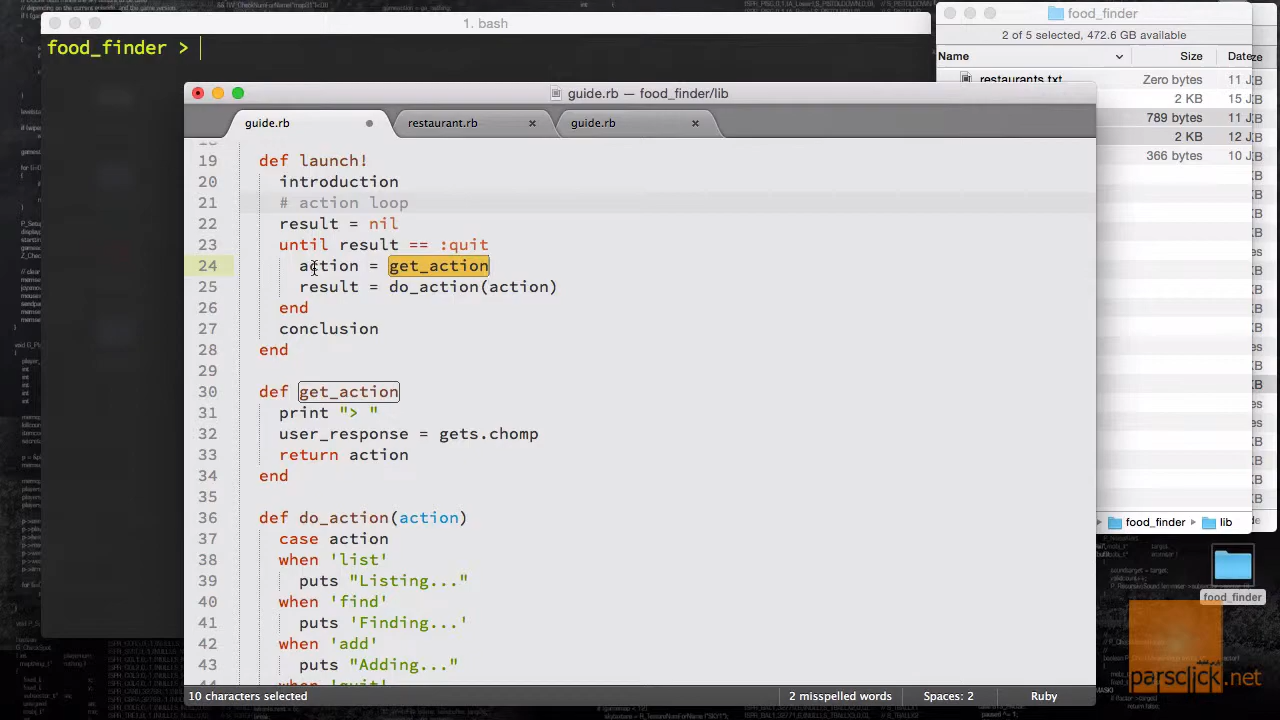 1. bash
food_finder >
food_finder
2 of 5 selected, 472.6 GB available
Name Size Date
restaurants.txt Zero bytes 11 J
2 KB 15 J
789 bytes 11 J
2 KB 12 J
366 bytes 10 J
guide.rb — food_finder/lib
guide.rb restaurant.rb guide.rb
19 def launch!
20 introduction
21 # action loop
22 result = nil
23 until result == :quit
24 action = get_action
25 result = do_action(action)
26 end
27 conclusion
28 end
29
30 def get_action
31 print "> "
32 user_response = gets.chomp
33 return action
34 end
35
36 def do_action(action)
37 case action
38 when 'list'
39 puts "Listing..."
40 when 'find'
41 puts 'Finding...'
42 when 'add'
43 puts "Adding..."
10 characters selected 2 misspelled words Spaces: 2 Ruby
food_finder lib
food_finder
parsclick.net